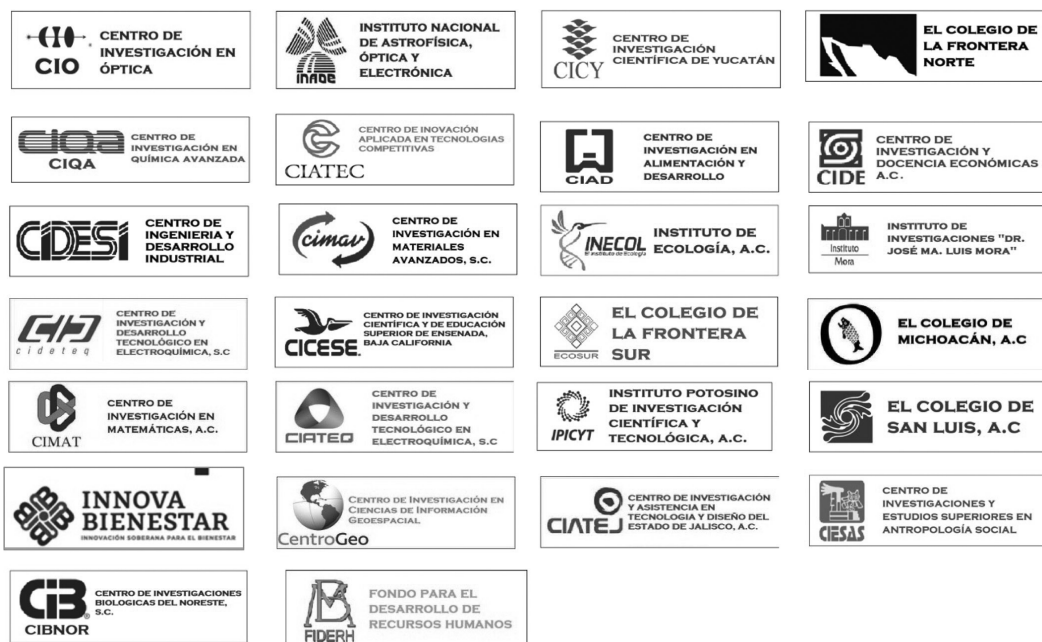 CIO
CENTRO DE
INVESTIGACIÓN EN
ÓPTICA
INAOE
INSTITUTO NACIONAL
DE ASTROFÍSICA,
ÓPTICA Y
ELECTRÓNICA
CICY
CENTRO DE
INVESTIGACIÓN
CIENTÍFICA DE YUCATÁN
EL COLEGIO DE
LA FRONTERA
NORTE
CIQA
CIQA
CENTRO DE
INVESTIGACIÓN EN
QUÍMICA AVANZADA
CIATEC
CENTRO DE INOVACIÓN
APLICADA EN TECNOLOGIAS
COMPETITIVAS
CIAD
CENTRO DE
INVESTIGACIÓN EN
ALIMENTACIÓN Y
DESARROLLO
CIDE
CENTRO DE
INVESTIGACIÓN Y
DOCENCIA ECONÓMICAS
A.C.
CIDESI
CENTRO DE
INGENIERIA Y
DESARROLLO
INDUSTRIAL
cimav
CENTRO DE
INVESTIGACIÓN EN
MATERIALES
AVANZADOS, S.C.
INECOL
El instituto de Ecología
INSTITUTO DE
ECOLOGÍA, A.C.
Instituto
Mora
INSTITUTO DE
INVESTIGACIONES "DR.
JOSÉ MA. LUIS MORA"
cideteq
CENTRO DE
INVESTIGACIÓN Y
DESARROLLO
TECNOLÓGICO EN
ELECTROQUÍMICA, S.C
CICESE
CENTRO DE INVESTIGACIÓN
CIENTÍFICA Y DE EDUCACIÓN
SUPERIOR DE ENSENADA,
BAJA CALIFORNIA
ECOSUR
EL COLEGIO DE
LA FRONTERA
SUR
EL COLEGIO DE
MICHOACÁN, A.C
CIMAT
CENTRO DE
INVESTIGACIÓN EN
MATEMÁTICAS, A.C.
CIATEQ
CENTRO DE
INVESTIGACIÓN Y
DESARROLLO
TECNOLÓGICO EN
ELECTROQUÍMICA, S.C
IPICYT
INSTITUTO POTOSINO
DE INVESTIGACIÓN
CIENTÍFICA Y
TECNOLÓGICA, A.C.
EL COLEGIO DE
SAN LUIS, A.C
INNOVA
BIENESTAR
INNOVACIÓN SOBERANA PARA EL BIENESTAR
CentroGeo
CENTRO DE INVESTIGACIÓN EN
CIENCIAS DE INFORMACIÓN
GEOESPACIAL
CIATEJ
CENTRO DE INVESTIGACIÓN
Y ASISTENCIA EN
TECNOLOGIA Y DISEÑO DEL
ESTADO DE JALISCO, A.C.
CIESAS
CENTRO DE
INVESTIGACIONES Y
ESTUDIOS SUPERIORES EN
ANTROPOLOGÍA SOCIAL
CIB
CIBNOR
CENTRO DE INVESTIGACIONES
BIOLOGICAS DEL NORESTE,
S.C.
FIDERH
FONDO PARA EL
DESARROLLO DE
RECURSOS HUMANOS